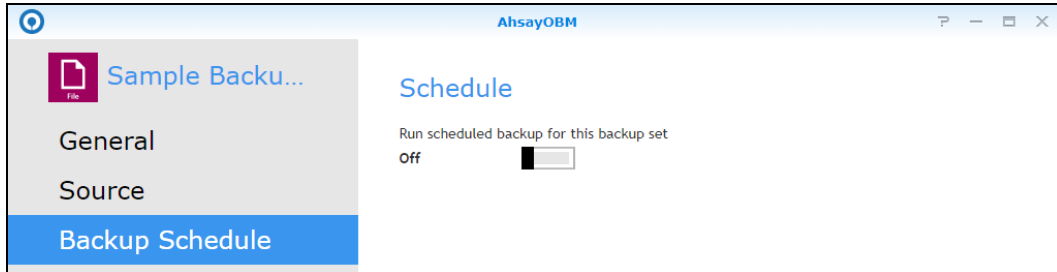 AhsayOBM
?
File
Sample Backu...
General
Source
Backup Schedule
Schedule
Run scheduled backup for this backup set
Off